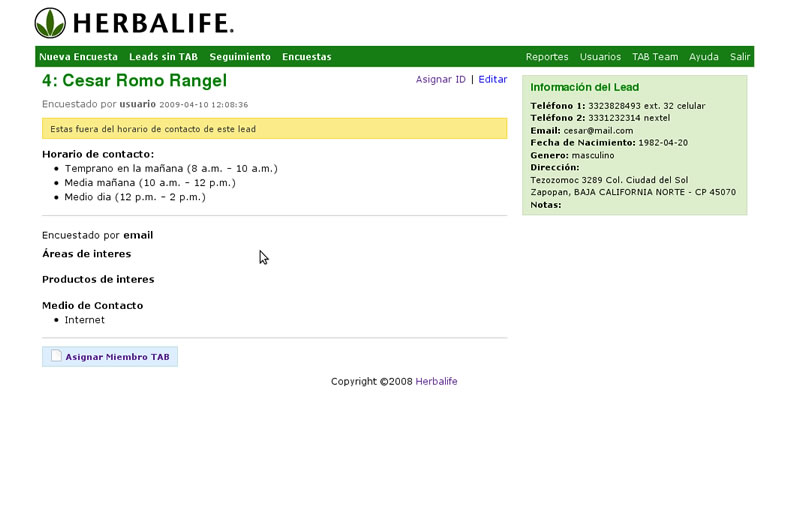 HERBALIFE.
Nueva Encuesta Leads sin TAB Seguimiento Encuestas Reportes Usuarios TAB Team Ayuda Salir
4: Cesar Romo Rangel
Asignar ID | Editar
Encuestado por usuario 2009-04-10 12:08:36
Estas fuera del horario de contacto de este lead
Horario de contacto:
• Temprano en la mañana (8 a.m. - 10 a.m.)
• Media mañana (10 a.m. - 12 p.m.)
• Medio dia (12 p.m. - 2 p.m.)
Encuestado por email
Áreas de interes
Productos de interes
Medio de Contacto
• Internet
Asignar Miembro TAB
Información del Lead
Teléfono 1: 3323828493 ext. 32 celular
Teléfono 2: 3331232314 nextel
Email: cesar@mail.com
Fecha de Nacimiento: 1982-04-20
Genero: masculino
Dirección:
Tezozomoc 3289 Col. Ciudad del Sol
Zapopan, BAJA CALIFORNIA NORTE - CP 45070
Notas:
Copyright ©2008 Herbalife